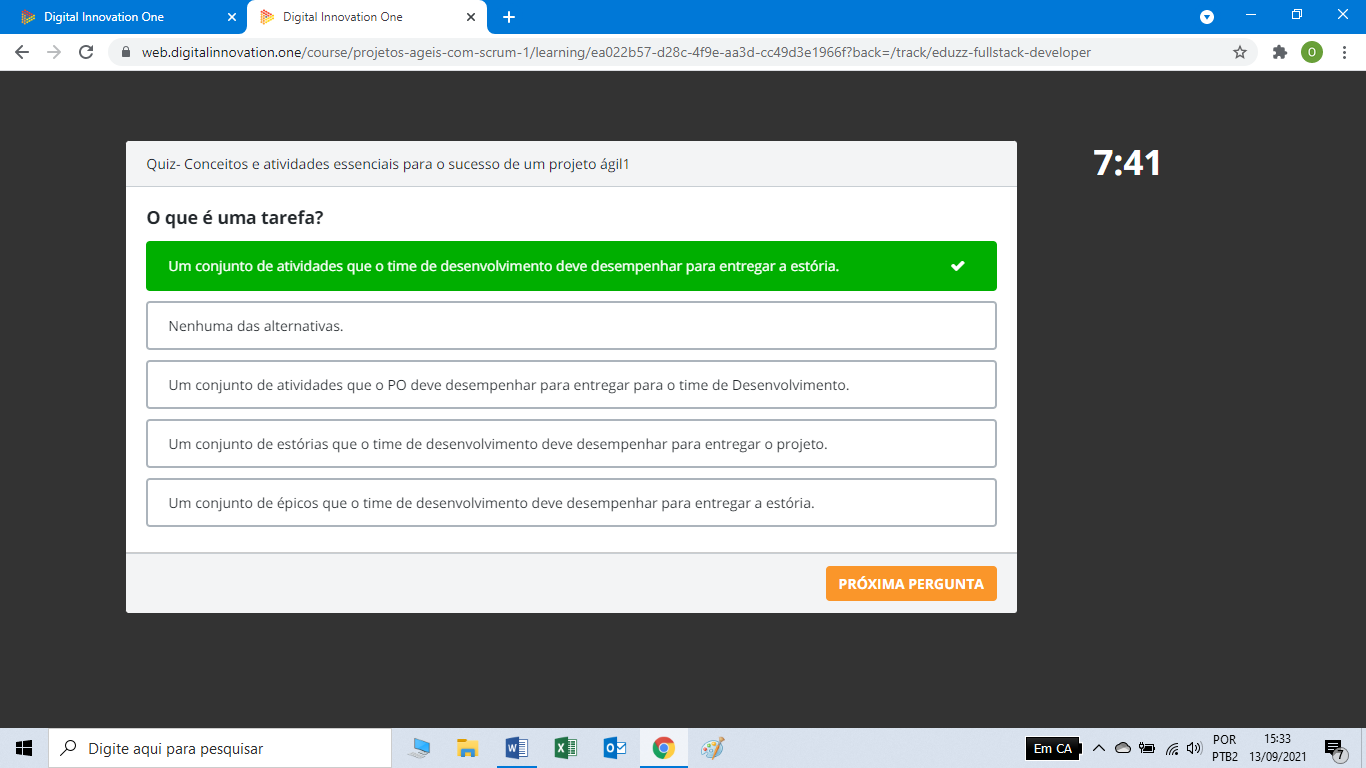 Digital Innovation One
Digital Innovation One
web.digitalinnovation.one/course/projetos-ageis-com-scrum-1/learning/ea022b57-d28c-4f9e-aa3d-cc49d3e1966f?back=/track/eduzz-fullstack-developer
O
Quiz- Conceitos e atividades essenciais para o sucesso de um projeto ágil1
7:41
O que é uma tarefa?
Um conjunto de atividades que o time de desenvolvimento deve desempenhar para entregar a estória.
Nenhuma das alternativas.
Um conjunto de atividades que o PO deve desempenhar para entregar para o time de Desenvolvimento.
Um conjunto de estórias que o time de desenvolvimento deve desempenhar para entregar o projeto.
Um conjunto de épicos que o time de desenvolvimento deve desempenhar para entregar a estória.
PRÓXIMA PERGUNTA
Digite aqui para pesquisar
Em CA
POR
PTB2
15:33
13/09/2021
7